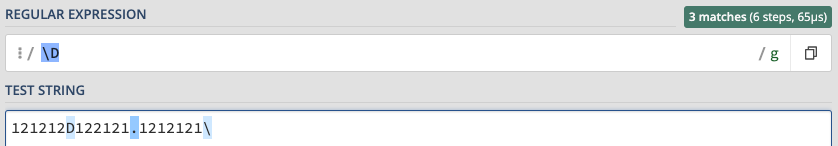 REGULAR EXPRESSION
3 matches (6 steps, 65μs)
/ \D / g
TEST STRING
121212D122121.1212121\